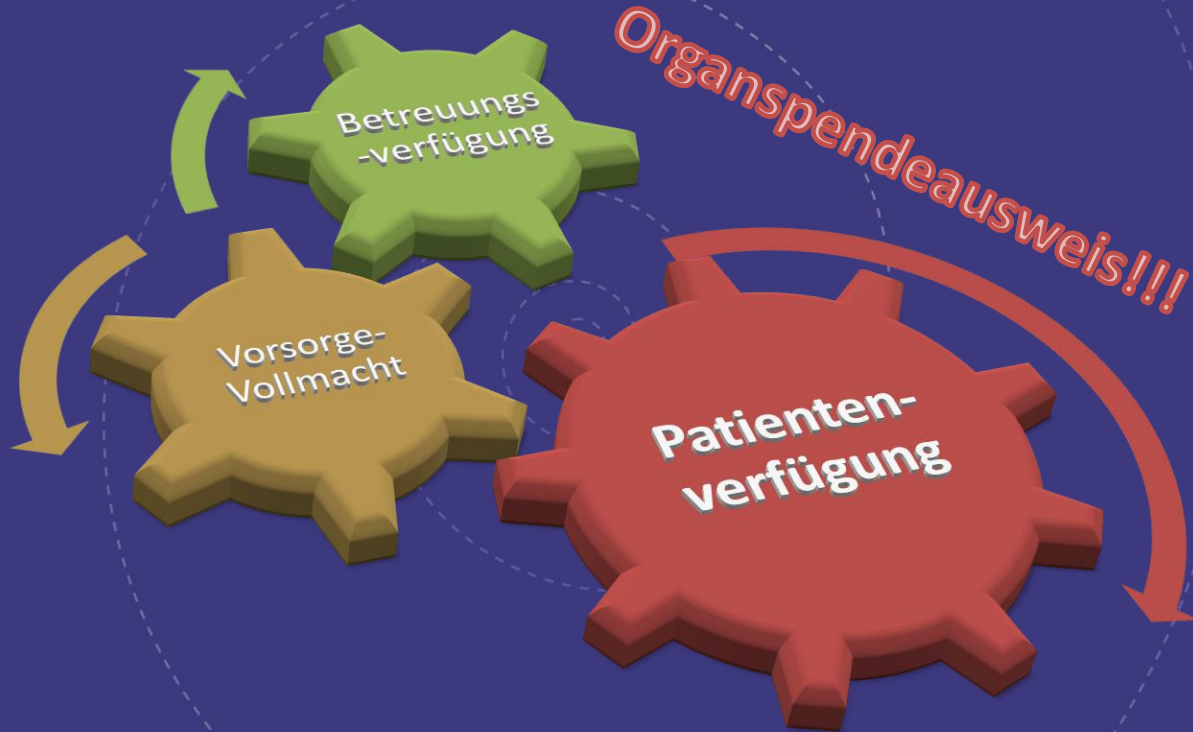 Organspendeausweis!!!
Betreuungs
-verfügung
Vorsorge-
Vollmacht
Patienten-
verfügung